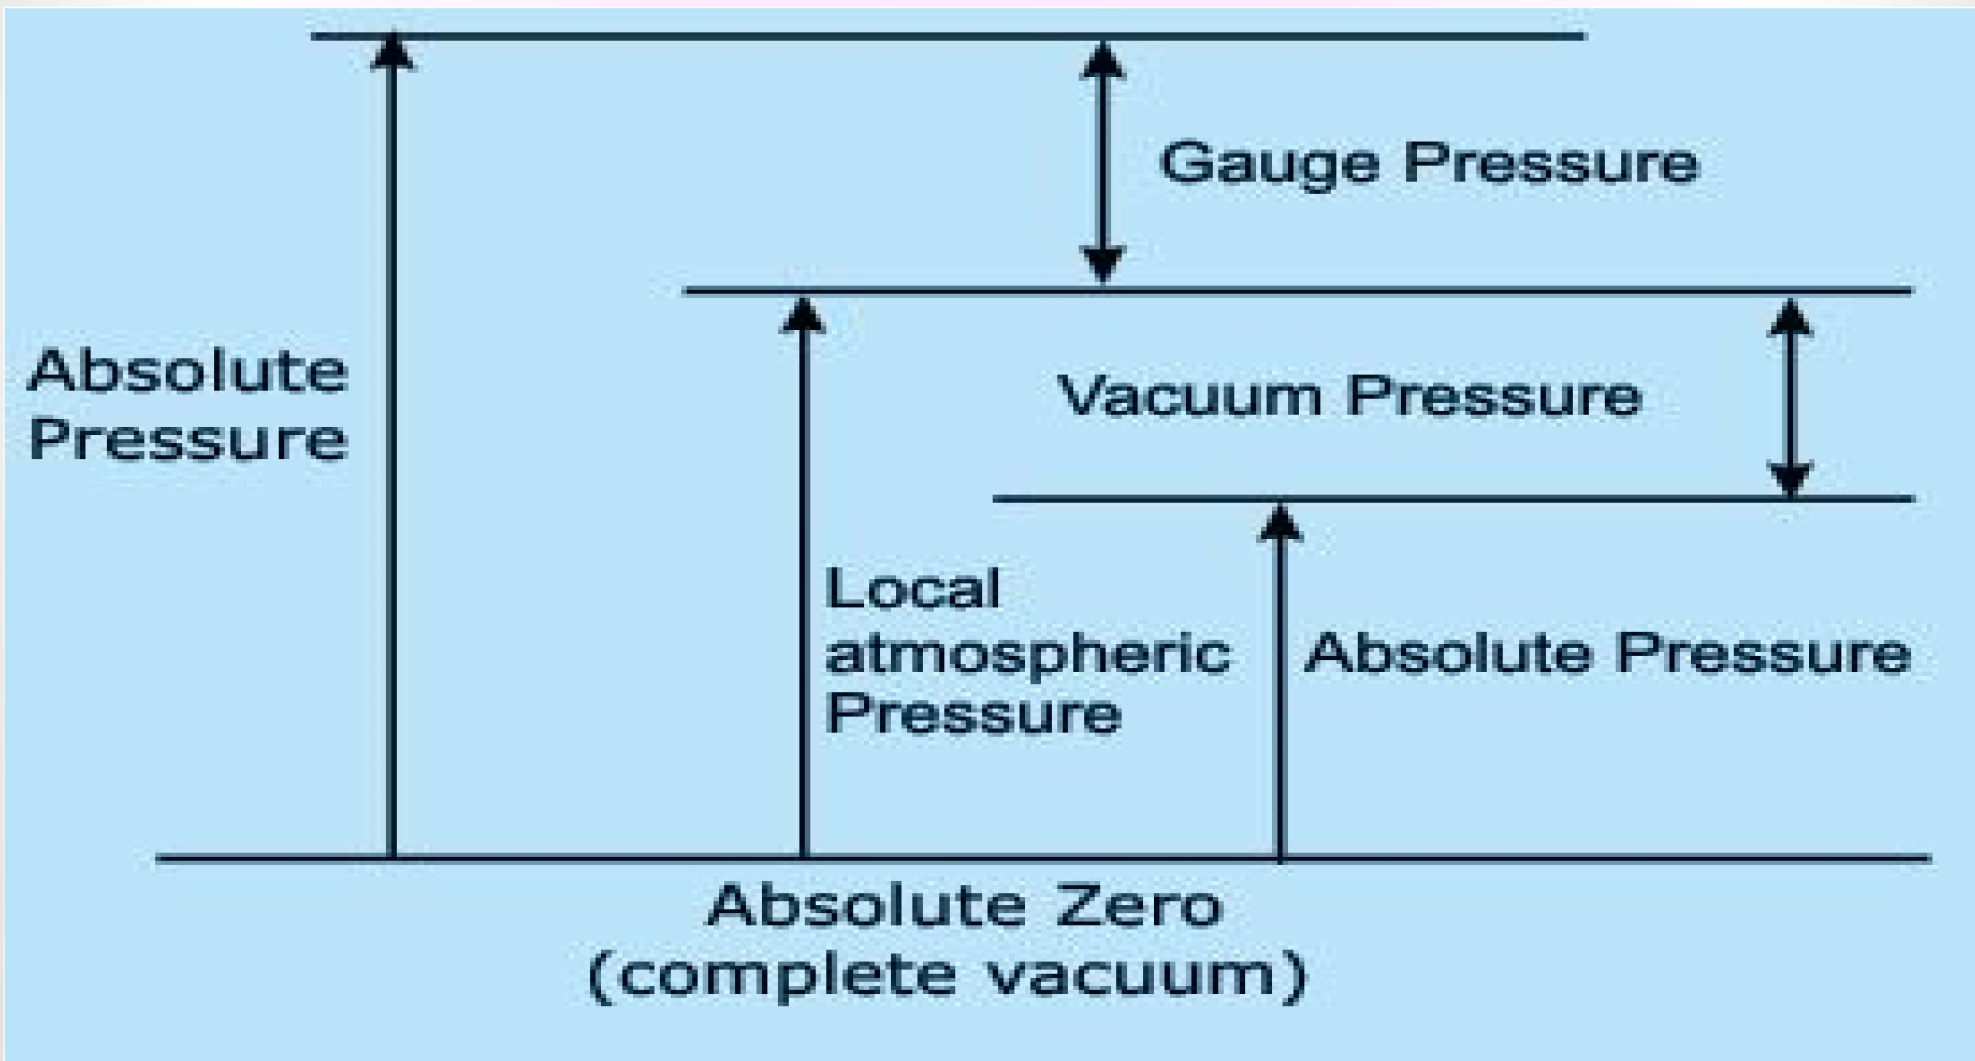 Gauge Pressure
Absolute
Pressure
Vacuum Pressure
Local
atmospheric
Pressure
Absolute Pressure
Absolute Zero
(complete vacuum)